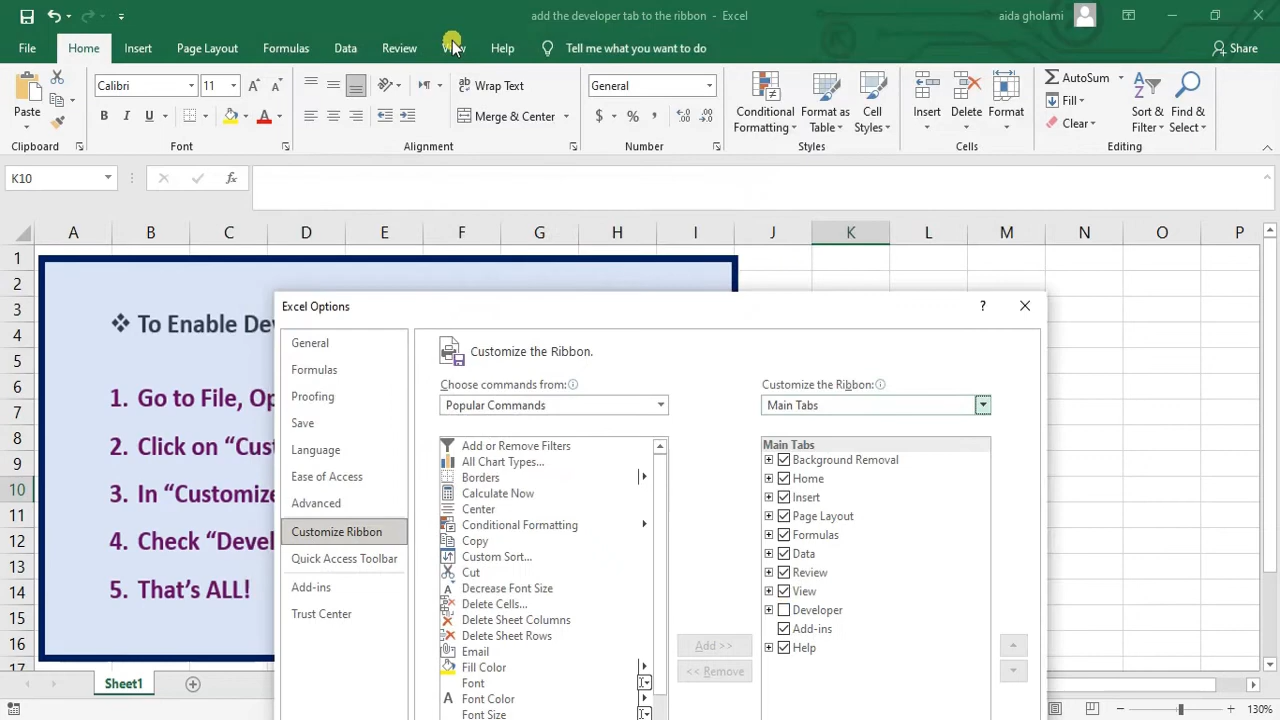 add the developer tab to the ribbon - Excel
aida gholami
File Home Insert Page Layout Formulas Data Review View Help Tell me what you want to do Share
Calibri 11 Wrap Text General AutoSum
Paste Merge & Center Conditional Formatting Format as Table Cell Styles Insert Delete Format Fill Sort & Filter Find & Select
Clear
Clipboard Font Alignment Number Styles Cells Editing
K10 fx
A B C D E F G H I J K L M N O P
1
2
3
4
5
6
7
8
9
10
11
12
13
14
15
16
17
❖ To Enable Dev
1. Go to File, Op
2. Click on “Cust
3. In “Customize
4. Check “Devel
5. That’s ALL!
Excel Options ?
General
Formulas
Proofing
Save
Language
Ease of Access
Advanced
Customize Ribbon
Quick Access Toolbar
Add-ins
Trust Center
Customize the Ribbon.
Choose commands from:
Popular Commands
Add or Remove Filters
All Chart Types...
Borders
Calculate Now
Center
Conditional Formatting
Copy
Custom Sort...
Cut
Decrease Font Size
Delete Cells...
Delete Sheet Columns
Delete Sheet Rows
Email
Fill Color
Font
Font Color
Font Size
Add >>
<< Remove
Customize the Ribbon:
Main Tabs
Main Tabs
Background Removal
Home
Insert
Page Layout
Formulas
Data
Review
View
Developer
Add-ins
Help
Sheet1
130%